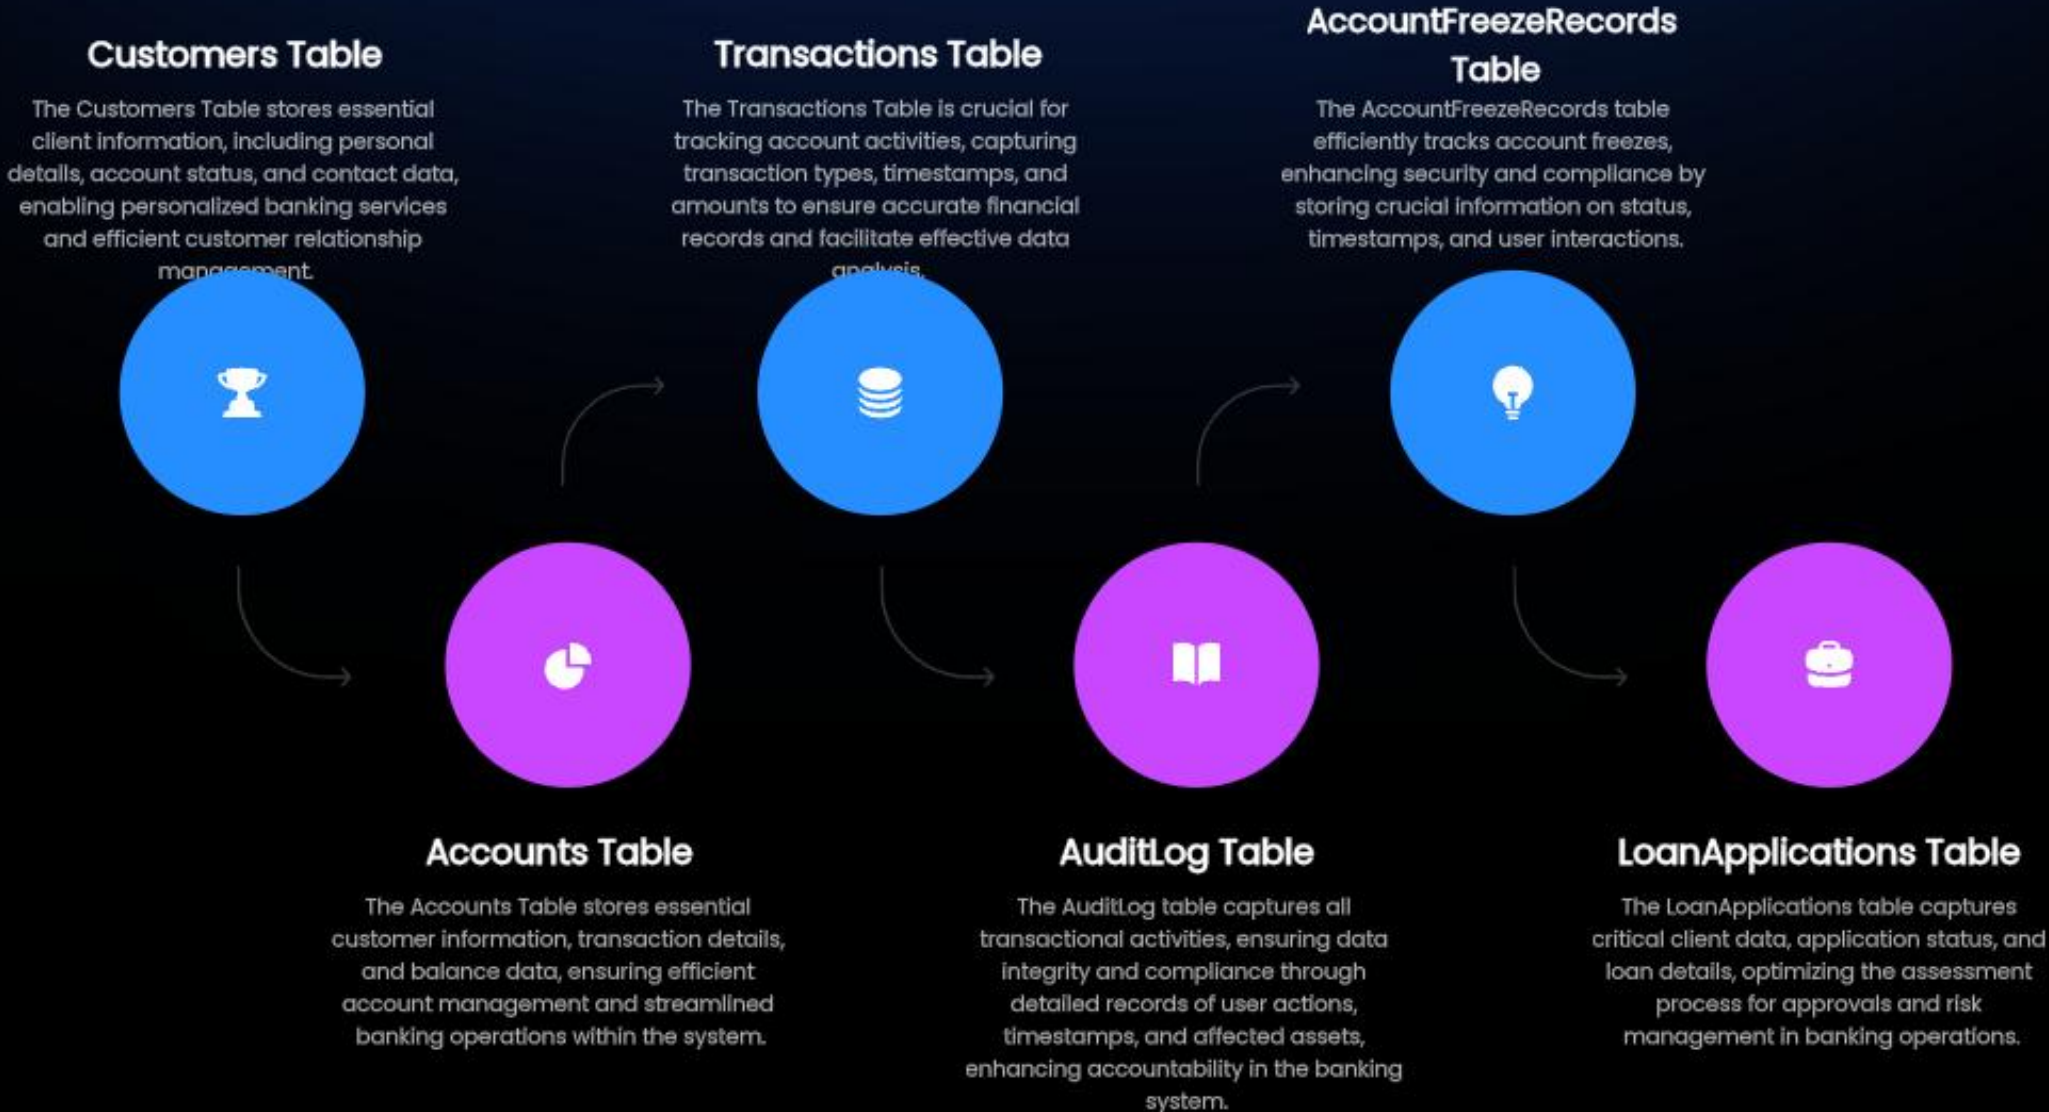 Customers Table
The Customers Table stores essential
client information, including personal
details, account status, and contact data,
enabling personalized banking services
and efficient customer relationship
management.
Accounts Table
The Accounts Table stores essential
customer information, transaction details,
and balance data, ensuring efficient
account management and streamlined
banking operations within the system.
Transactions Table
The Transactions Table is crucial for
tracking account activities, capturing
transaction types, timestamps, and
amounts to ensure accurate financial
records and facilitate effective data
analysis.
AuditLog Table
The AuditLog table captures all
transactional activities, ensuring data
integrity and compliance through
detailed records of user actions,
timestamps, and affected assets,
enhancing accountability in the banking
system.
AccountFreezeRecords
Table
The AccountFreezeRecords table
efficiently tracks account freezes,
enhancing security and compliance by
storing crucial information on status,
timestamps, and user interactions.
LoanApplications Table
The LoanApplications table captures
critical client data, application status, and
loan details, optimizing the assessment
process for approvals and risk
management in banking operations.